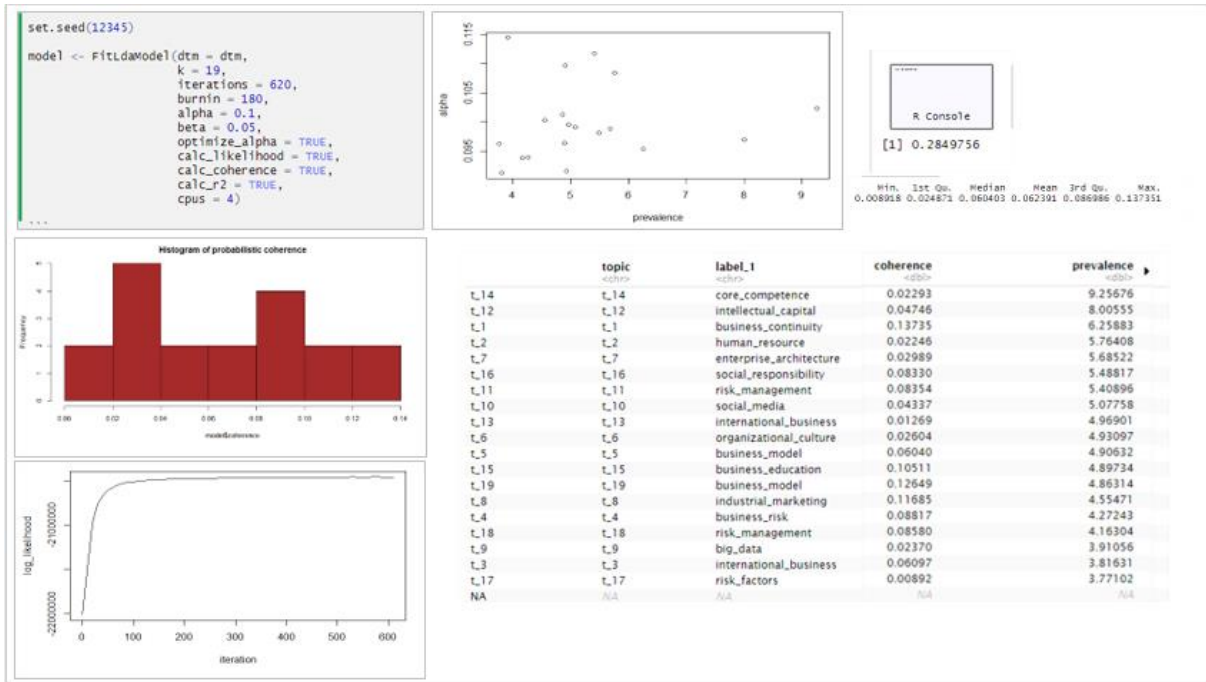 set.seed(12345)
model <- FitLdaModel(dtm = dtm,
k = 19,
iterations = 620,
burnin = 180,
alpha = 0.1,
beta = 0.05,
optimize_alpha = TRUE,
calc_likelihood = TRUE,
calc_coherence = TRUE,
calc_r2 = TRUE,
cpus = 4)
alpha
0.095 0.105 0.115
4 5 6 7 8 9
prevalence
R Console
[1] 0.2849756
Min. 1st Qu. Median Mean 3rd Qu. Max.
0.008918 0.024871 0.060403 0.062391 0.086986 0.137351
Histogram of probabilistic coherence
Frequency
0 1 2 3 4 5
0.00 0.02 0.04 0.06 0.08 0.10 0.12 0.14
model$coherence
log_likelihood
-22000000 -21000000
0 100 200 300 400 500 600
iteration
topic label_1 coherence prevalence
<chr> <chr> <dbl> <dbl>
t_14 t_14 core_competence 0.02293 9.25676
t_12 t_12 intellectual_capital 0.04746 8.00555
t_1 t_1 business_continuity 0.13735 6.25883
t_2 t_2 human_resource 0.02246 5.76408
t_7 t_7 enterprise_architecture 0.02989 5.68522
t_16 t_16 social_responsibility 0.08330 5.48817
t_11 t_11 risk_management 0.08354 5.40896
t_10 t_10 social_media 0.04337 5.07758
t_13 t_13 international_business 0.01269 4.96901
t_6 t_6 organizational_culture 0.02604 4.93097
t_5 t_5 business_model 0.06040 4.90632
t_15 t_15 business_education 0.10511 4.89734
t_19 t_19 business_model 0.12649 4.86314
t_8 t_8 industrial_marketing 0.11685 4.55471
t_4 t_4 business_risk 0.08817 4.27243
t_18 t_18 risk_management 0.08580 4.16304
t_9 t_9 big_data 0.02370 3.91056
t_3 t_3 international_business 0.06097 3.81631
t_17 t_17 risk_factors 0.00892 3.77102
NA NA NA NA NA